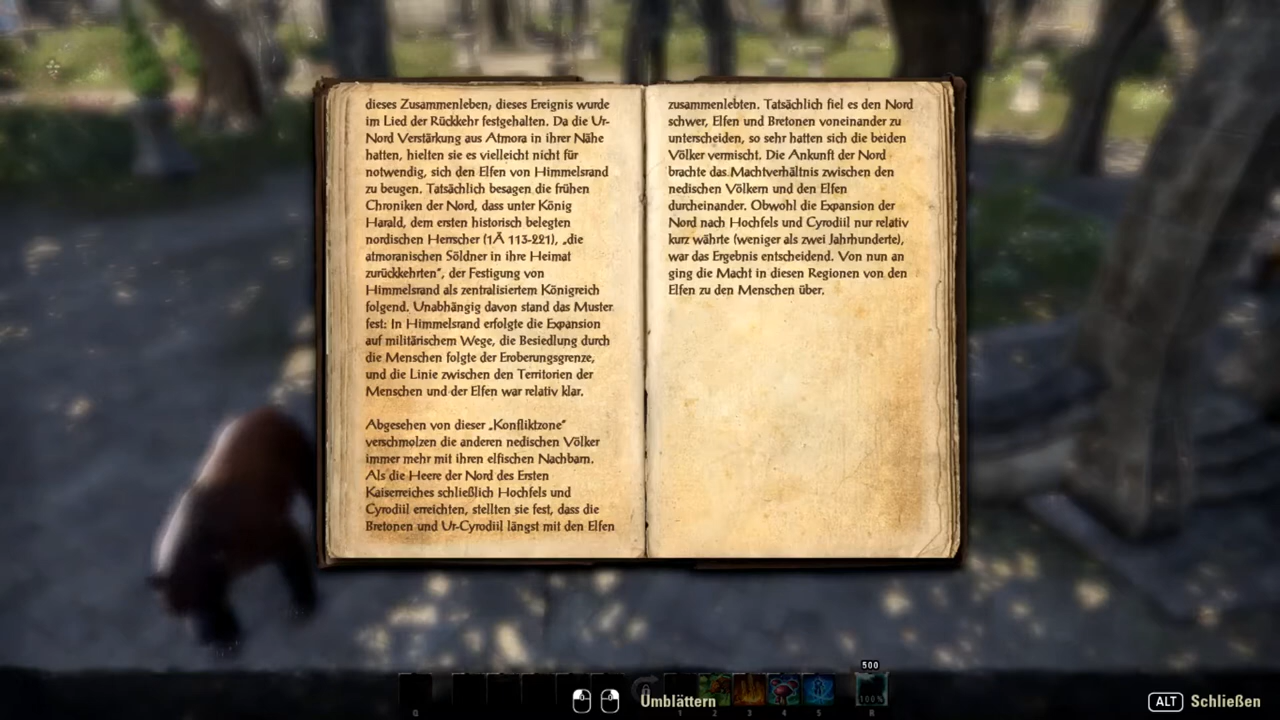 dieses Zusammenleben; dieses Ereignis wurde
im Lied der Rückkehr festgehalten. Da die Ur-
Nord Verstärkung aus Atmora in ihrer Nähe
hatten, hielten sie es vielleicht nicht für
notwendig, sich den Elfen von Himmelsrand
zu beugen. Tatsächlich besagen die frühen
Chroniken der Nord, dass unter König
Harald, dem ersten historisch belegten
nordischen Herrscher (1Ä 113-221), „die
atmoranischen Söldner in ihre Heimat
zurückkehrten“, der Festigung von
Himmelsrand als zentralisiertem Königreich
folgend. Unabhängig davon stand das Muster
fest: In Himmelsrand erfolgte die Expansion
auf militärischem Wege, die Besiedlung durch
die Menschen folgte der Eroberungsgrenze,
und die Linie zwischen den Territorien der
Menschen und der Elfen war relativ klar.
Abgesehen von dieser „Konfliktzone“
verschmolzen die anderen nedischen Völker
immer mehr mit ihren elfischen Nachbarn.
Als die Heere der Nord des Ersten
Kaiserreiches schließlich Hochfels und
Cyrodiil erreichten, stellten sie fest, dass die
Bretonen und Ur-Cyrodiil längst mit den Elfen
zusammenlebten. Tatsächlich fiel es den Nord
schwer, Elfen und Bretonen voneinander zu
unterscheiden, so sehr hatten sich die beiden
Völker vermischt. Die Ankunft der Nord
brachte das Machtverhältnis zwischen den
nedischen Völkern und den Elfen
durcheinander. Obwohl die Expansion der
Nord nach Hochfels und Cyrodiil nur relativ
kurz währte (weniger als zwei Jahrhunderte),
war das Ergebnis entscheidend. Von nun an
ging die Macht in diesen Regionen von den
Elfen zu den Menschen über.
500
100%
Q 1 2 3 4 5 R
Umblättern
ALT Schließen